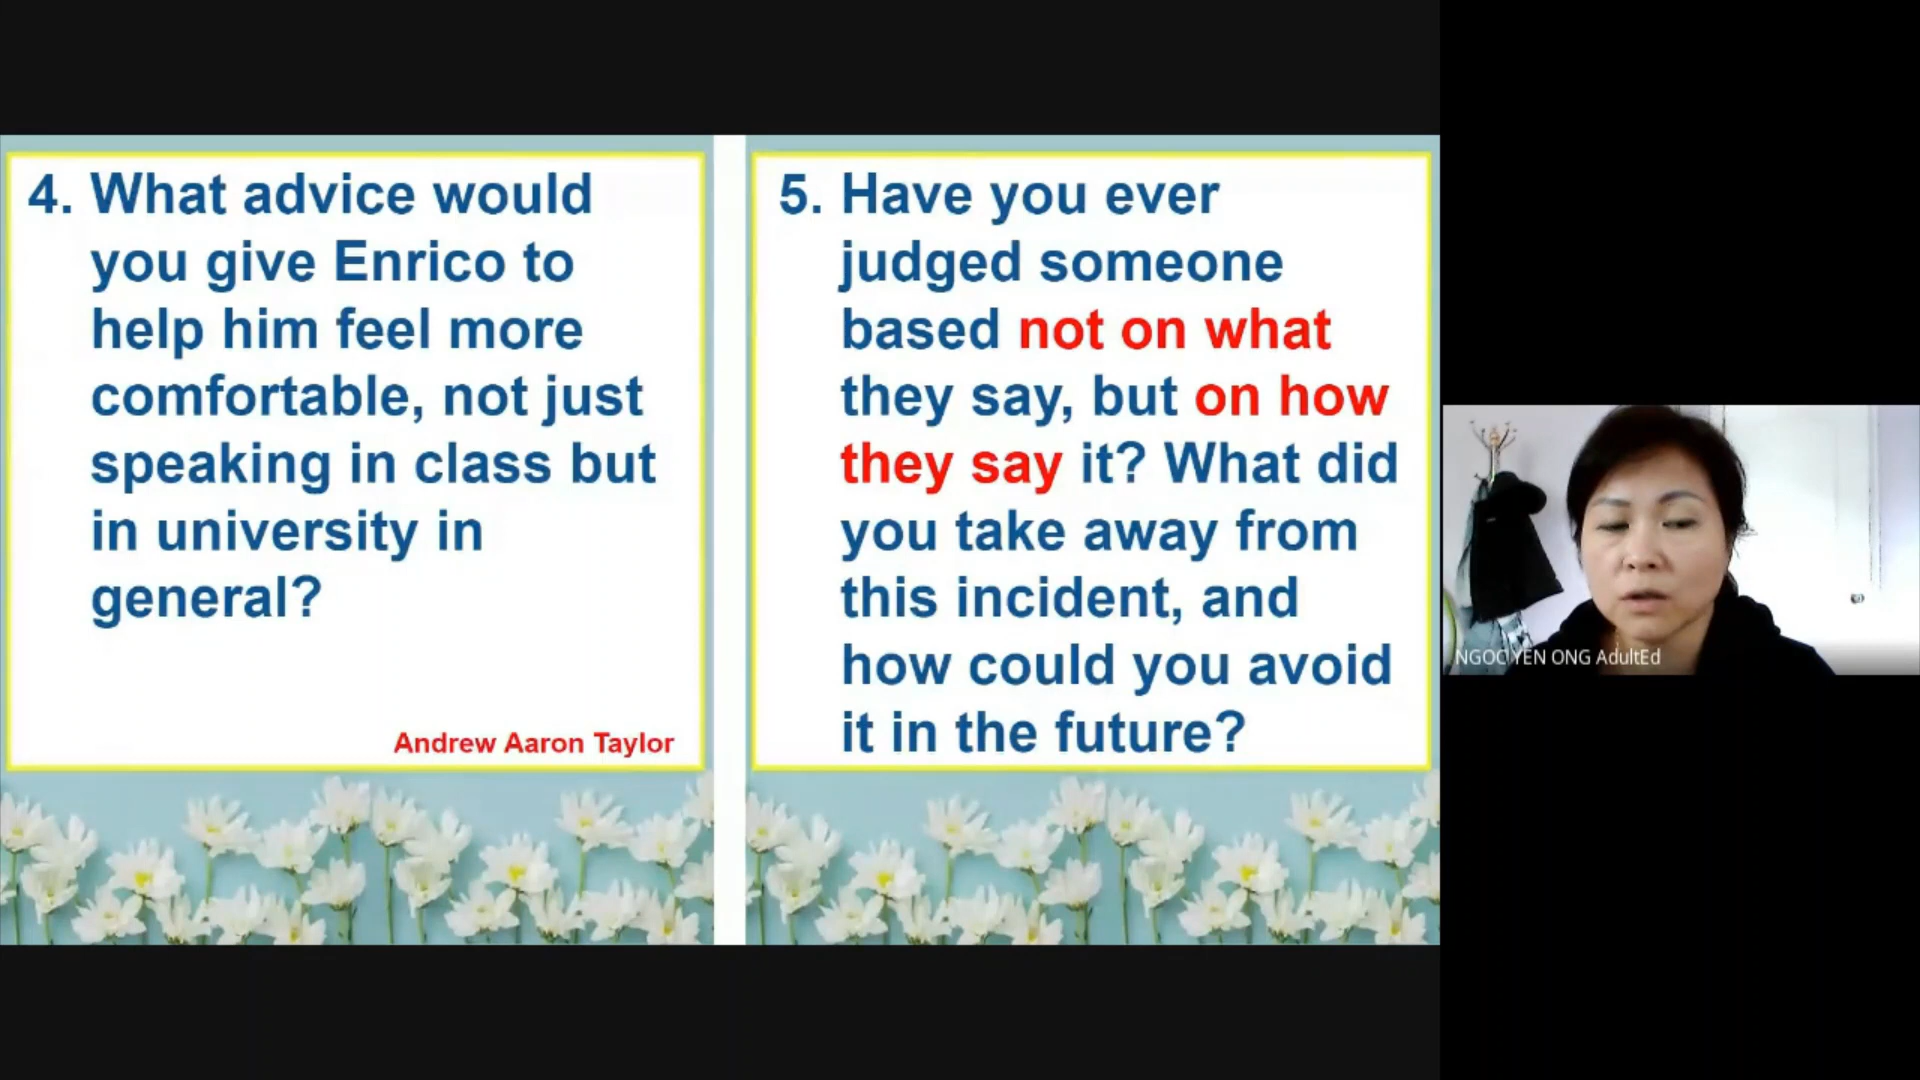 4. What advice would
you give Enrico to
help him feel more
comfortable, not just
speaking in class but
in university in
general?
Andrew Aaron Taylor
5. Have you ever
judged someone
based not on what
they say, but on how
they say it? What did
you take away from
this incident, and
how could you avoid
it in the future?
NGOC YEN ONG AdultEd